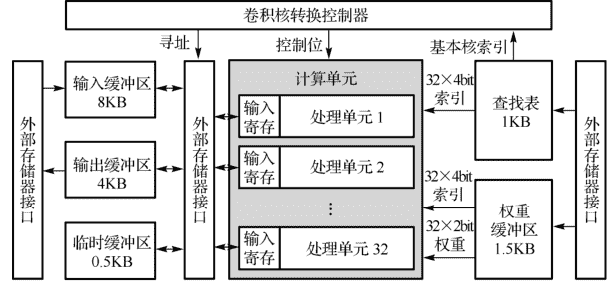 卷积核转换控制器
寻址
控制位
基本核索引
外部存储器接口
输入缓冲区
8KB
输出缓冲区
4KB
临时缓冲区
0.5KB
外部存储器接口
计算单元
输入
寄存
处理单元 1
输入
寄存
处理单元 2
⋮
输入
寄存
处理单元 32
32×4bit
索引
32×4bit
索引
32×2bit
权重
查找表
1KB
权重
缓冲区
1.5KB
外部存储器接口